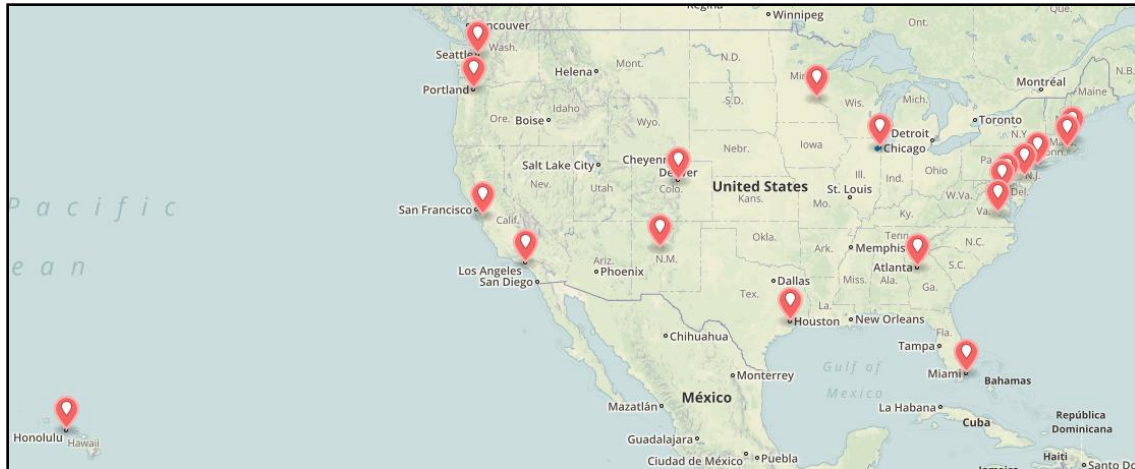 Regina
Winnipeg
Vancouver
Ont.
Que.
Seattle
Wash.
Helena
Mont.
N.D.
Montréal
N.B.
Maine
Portland
Ore.
Boise
Idaho
Wyo.
S.D.
Wis.
Mich.
Toronto
N.Y.
Detroit
Chicago
Conn.
Salt Lake City
Cheyenne
Nebr.
Iowa
Pa.
N.J.
Nev.
Utah
Denver
Colo.
United States
Kans.
St. Louis
Ill.
Ind.
Ohio
Del.
W.Va.
Va.
Mo.
Ky.
Pacific
San Francisco
Calif.
ean
Los Angeles
San Diego
Ariz.
Phoenix
N.M.
Okla.
Ark.
Memphis
Tenn.
N.C.
S.C.
Atlanta
Miss.
Ala.
Ga.
Dallas
Tex.
La.
Houston
New Orleans
Fla.
Tampa
Chihuahua
Gulf of
Mexico
Miami
Bahamas
Monterrey
México
Mazatlán
La Habana
Cuba
República
Dominicana
Honolulu
Hawaii
Guadalajara
Ciudad de México
Puebla
Haiti
Jamaica
Santo Do